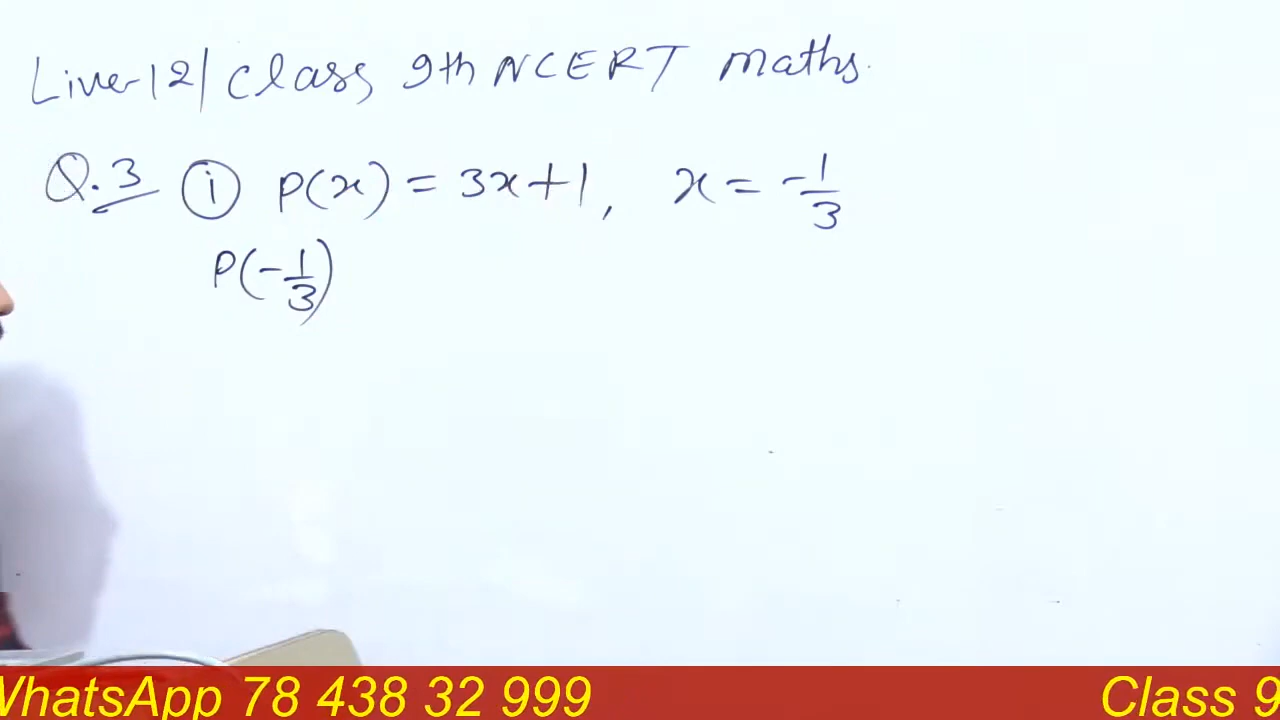 Live-12/ Class 9th NCERT maths.
Q.3 (i) P(x) = 3x+1, x = -1/3
P(-1/3)
WhatsApp 78 438 32 999 Class 9